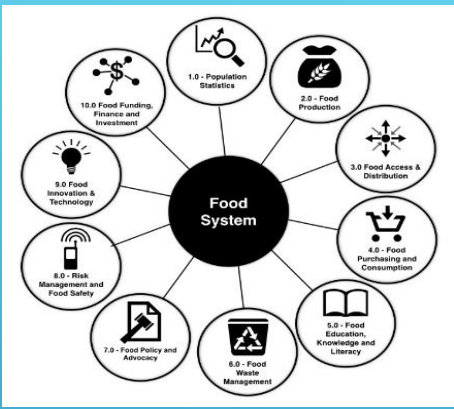 1.0 - Population
Statistics
2.0 - Food
Production
3.0 Food Access &
Distribution
4.0 - Food
Purchasing and
Consumption
5.0 - Food
Education,
Knowledge and
Literacy
6.0 - Food
Waste
Management
7.0 - Food Policy and
Advocacy
8.0 - Risk
Management and
Food Safety
9.0 Food
Innovation &
Technology
$
10.0 Food Funding,
Finance and
Investment
Food
System